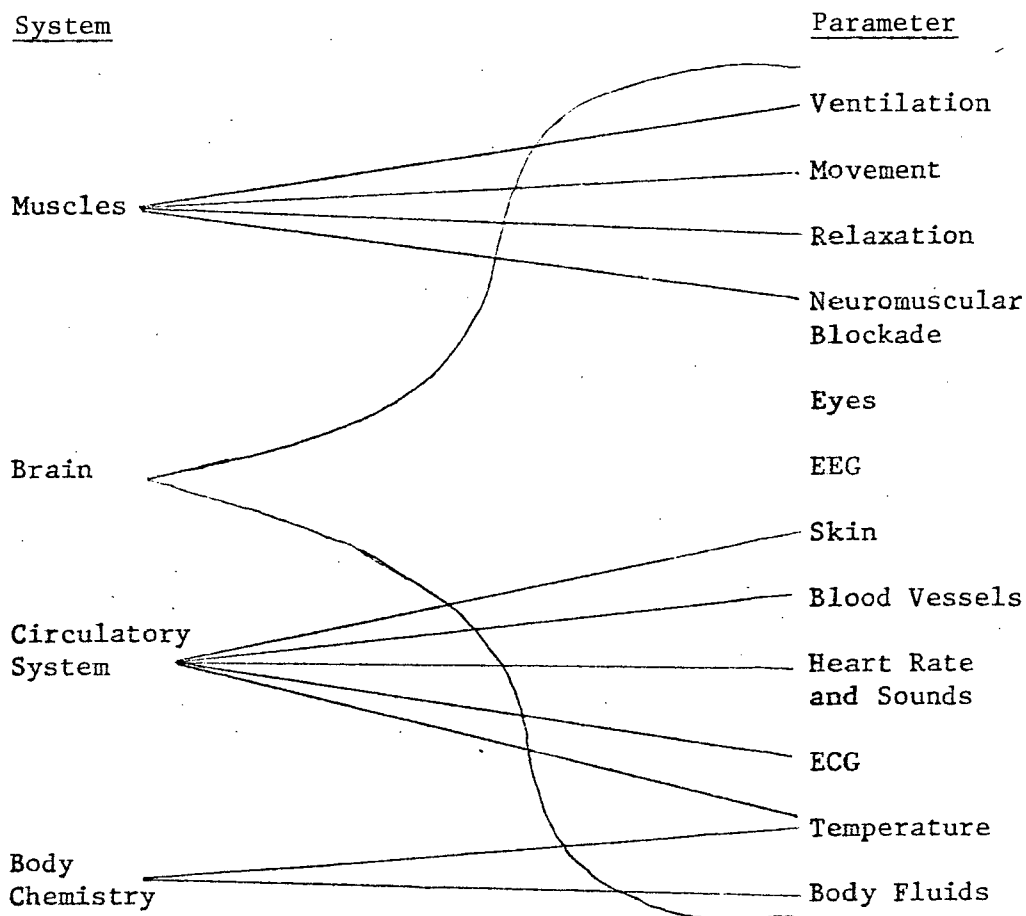 System
Parameter
Ventilation
Movement
Muscles
Relaxation
Neuromuscular
Blockade
Eyes
Brain
EEG
Skin
Blood Vessels
Circulatory
System
Heart Rate
and Sounds
ECG
Temperature
Body
Chemistry
Body Fluids